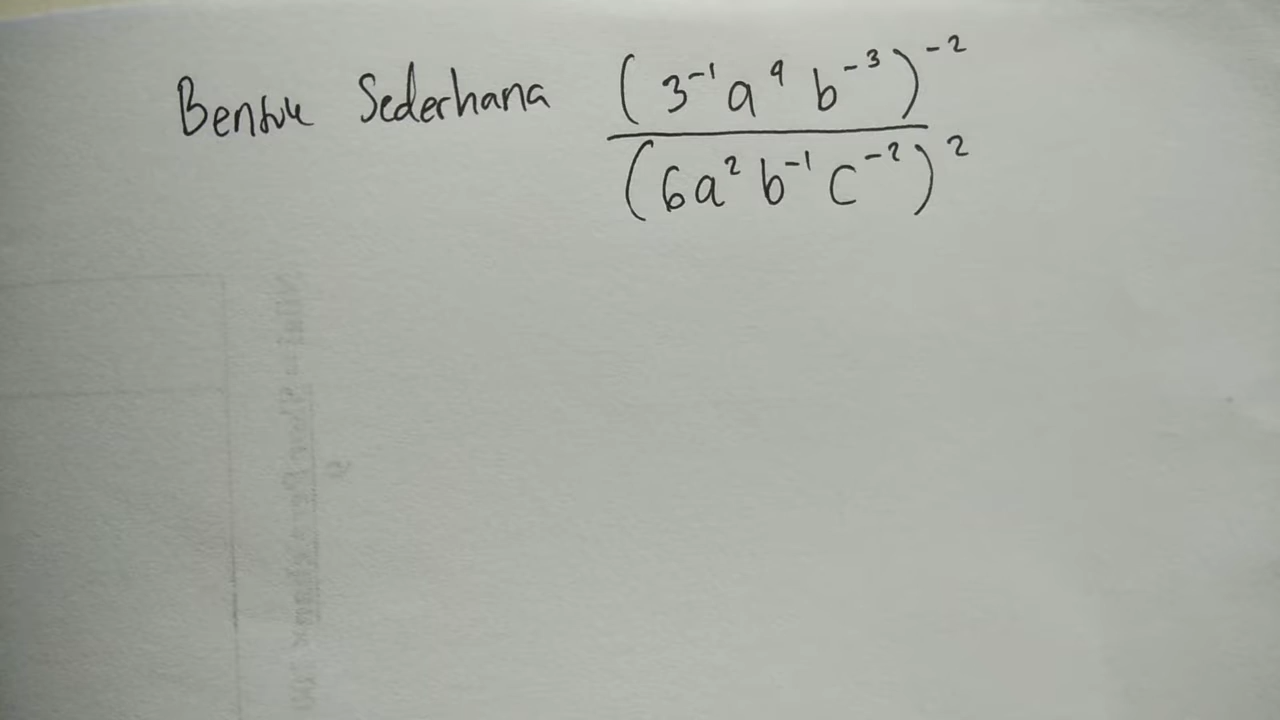 Bentuk Sederhana (3⁻¹ a⁹ b⁻³)⁻²
(6a² b⁻¹ c⁻²)²